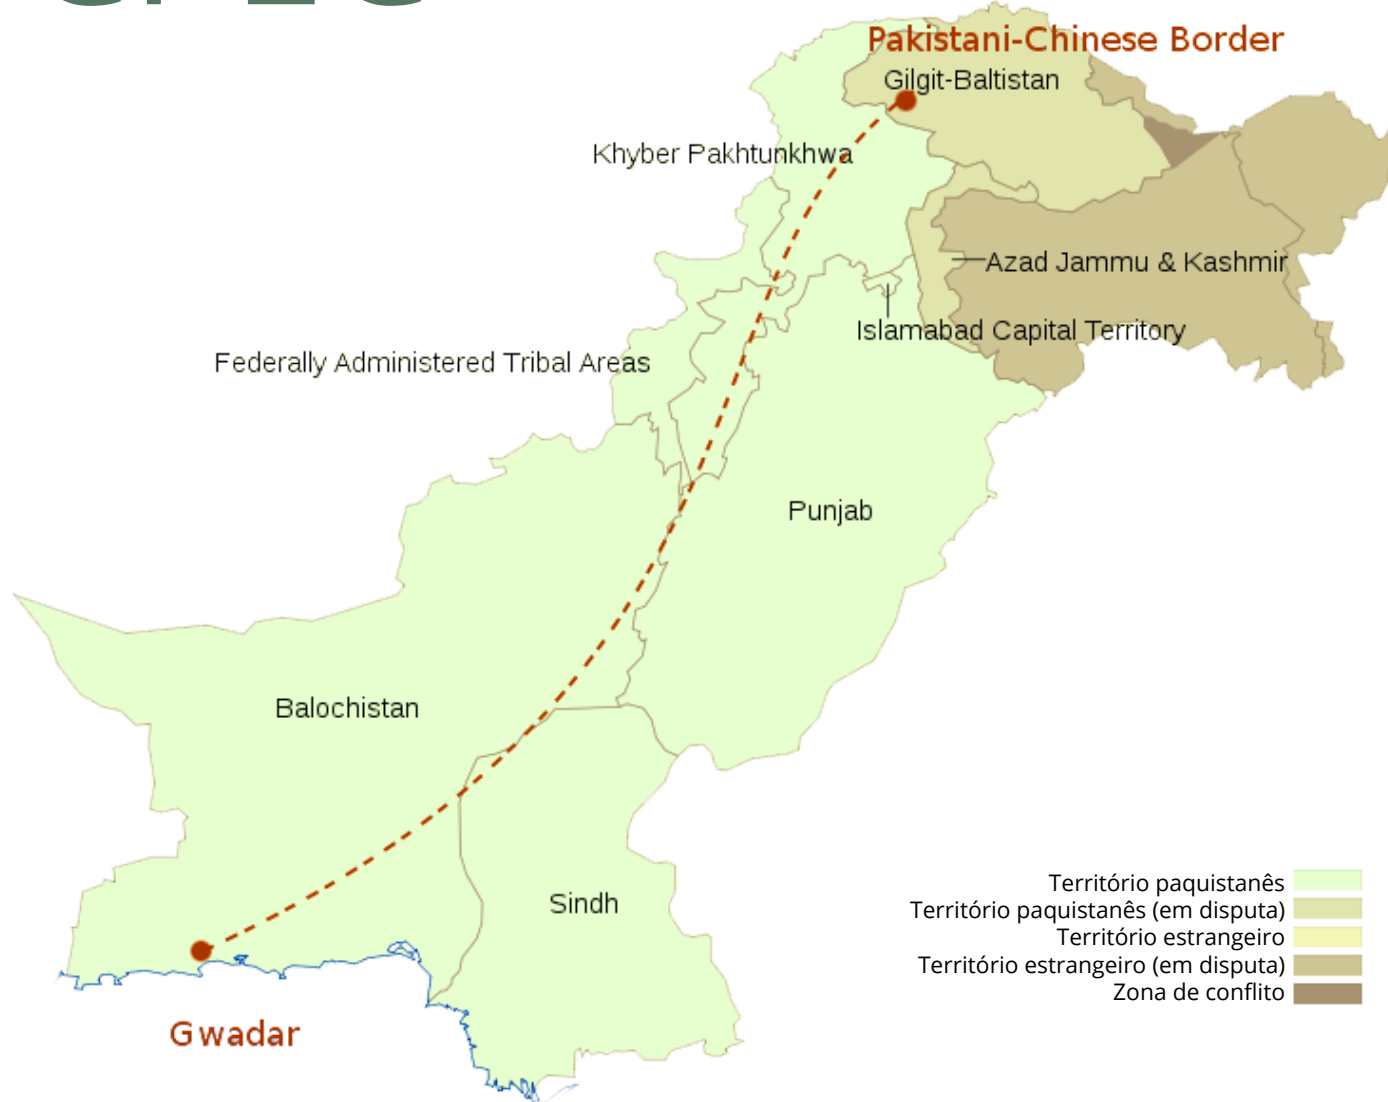 CPEC
Pakistani-Chinese Border
Gilgit-Baltistan
Khyber Pakhtunkhwa
Azad Jammu & Kashmir
Islamabad Capital Territory
Federally Administered Tribal Areas
Punjab
Balochistan
Sindh
Gwadar
Território paquistanês
Território paquistanês (em disputa)
Território estrangeiro
Território estrangeiro (em disputa)
Zona de conflito